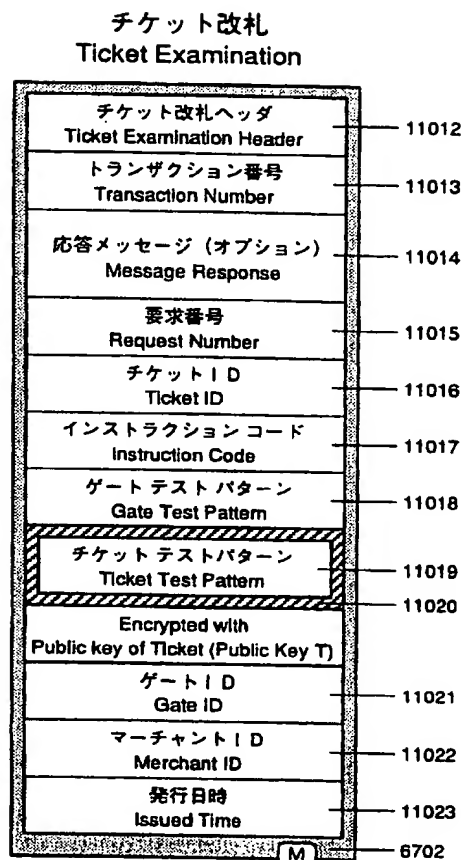 チケット改札
Ticket Examination
チケット改札ヘッダ
Ticket Examination Header
11012
トランザクション番号
Transaction Number
11013
応答メッセージ（オプション）
Message Response
11014
要求番号
Request Number
11015
チケットＩＤ
Ticket ID
11016
インストラクション コード
Instruction Code
11017
ゲート テスト パターン
Gate Test Pattern
11018
チケット テストパターン
Ticket Test Pattern
11019
11020
Encrypted with
Public key of Ticket (Public Key T)
ゲートＩＤ
Gate ID
11021
マーチャントＩＤ
Merchant ID
11022
発行日時
Issued Time
11023
M
6702